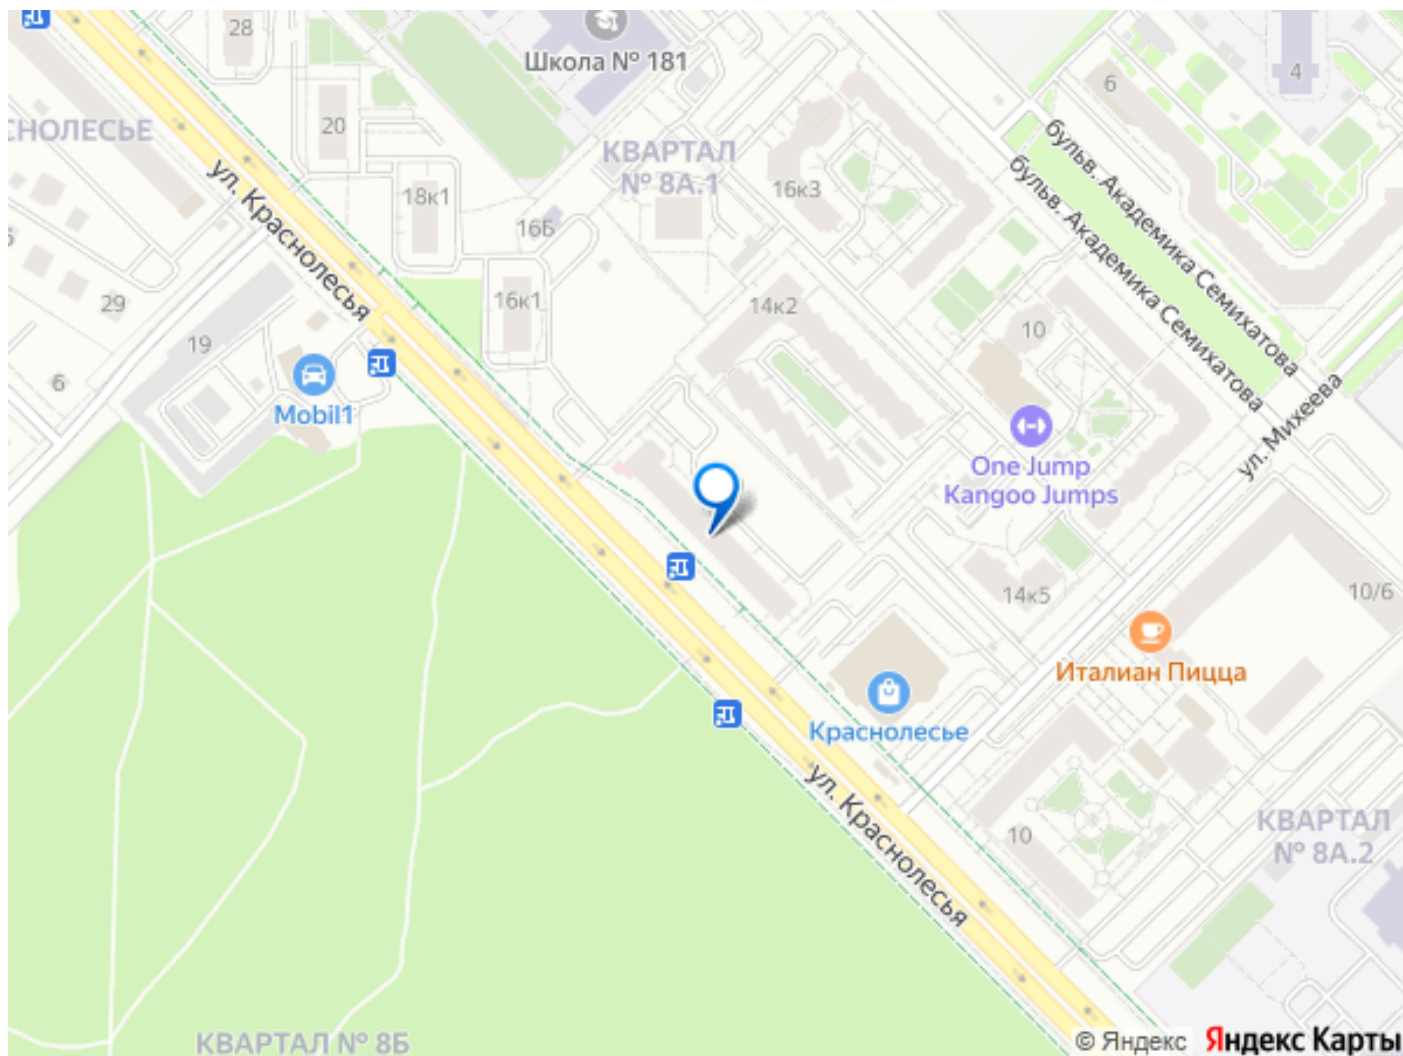 28
Школа № 181
4
6
СНОЛЕСЬЕ
20
КВАРТАЛ
№ 8А.1
бульв. Академика Семихатова
бульв. Академика Семихатова
ул. Краснолесья
18к1
16к3
16Б
29
16к1
14к2
10
19
6
Mobil1
ул. Михеева
One Jump
Kangoo Jumps
14к5
10/6
Италиан Пицца
Краснолесье
ул. Краснолесья
10
КВАРТАЛ
№ 8А.2
КВАРТАЛ № 8Б
© Яндекс Яндекс Карты